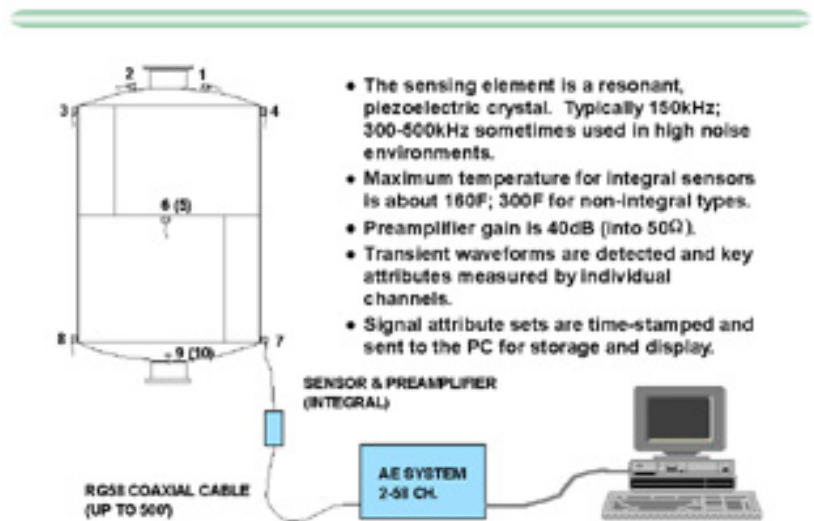 2 1
3 4
● The sensing element is a resonant,
piezoelectric crystal. Typically 150kHz;
300-500kHz sometimes used in high noise
environments.
● Maximum temperature for integral sensors
is about 160F; 300F for non-integral types.
● Preamplifier gain is 40dB (into 50Ω).
● Transient waveforms are detected and key
attributes measured by individual
channels.
● Signal attribute sets are time-stamped and
sent to the PC for storage and display.
6 (5)
8 7
9 (10)
SENSOR & PREAMPLIFIER
(INTEGRAL)
RG58 COAXIAL CABLE
(UP TO 500')
AE SYSTEM
2-58 CH.